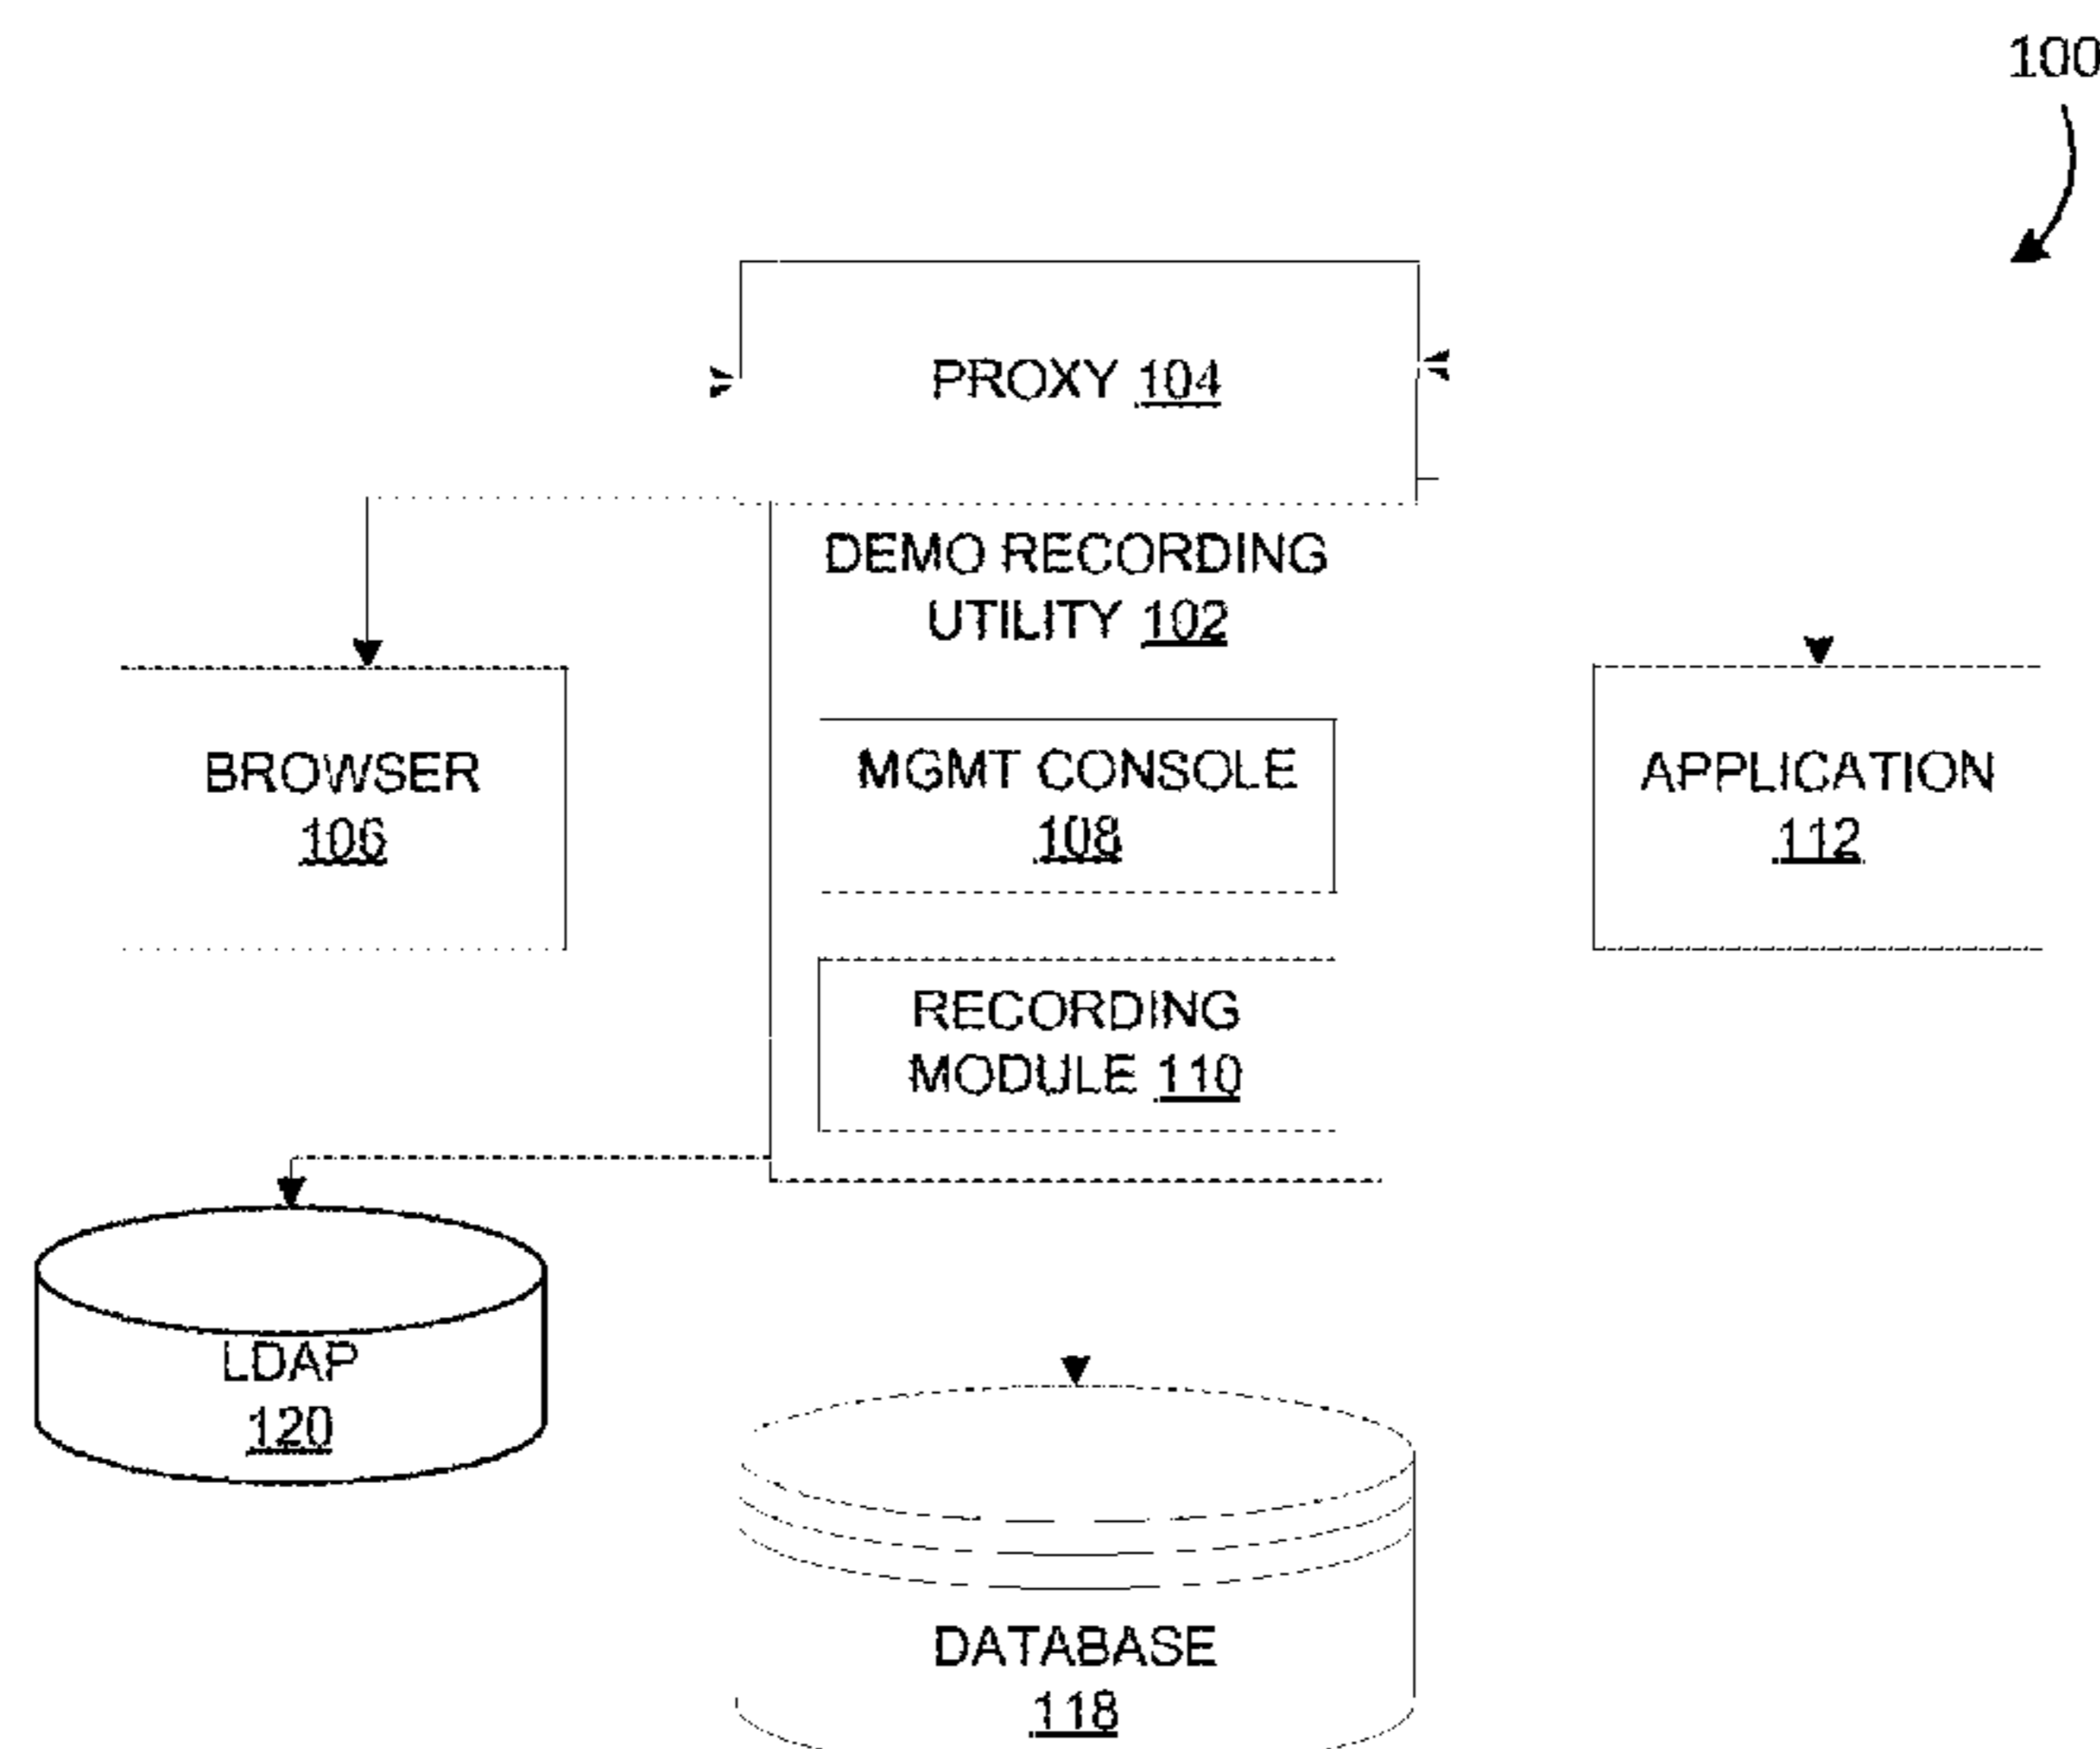 100
PROXY 104
DEMO RECORDING
UTILITY 102
BROWSER
106
MGMT CONSOLE
108
APPLICATION
112
RECORDING
MODULE 110
LDAP
120
DATABASE
118